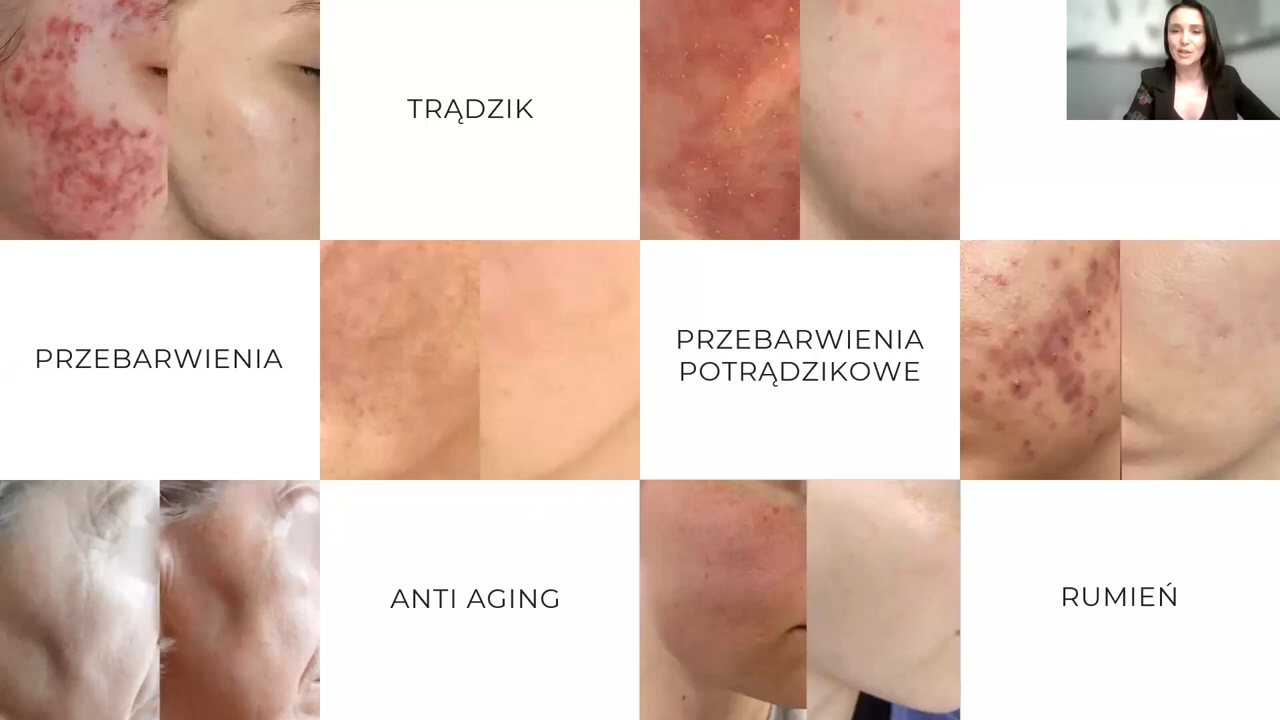 TRĄDZIK
PRZEBARWIENIA
PRZEBARWIENIA
POTRĄDZIKOWE
ANTI AGING
RUMIEŃ